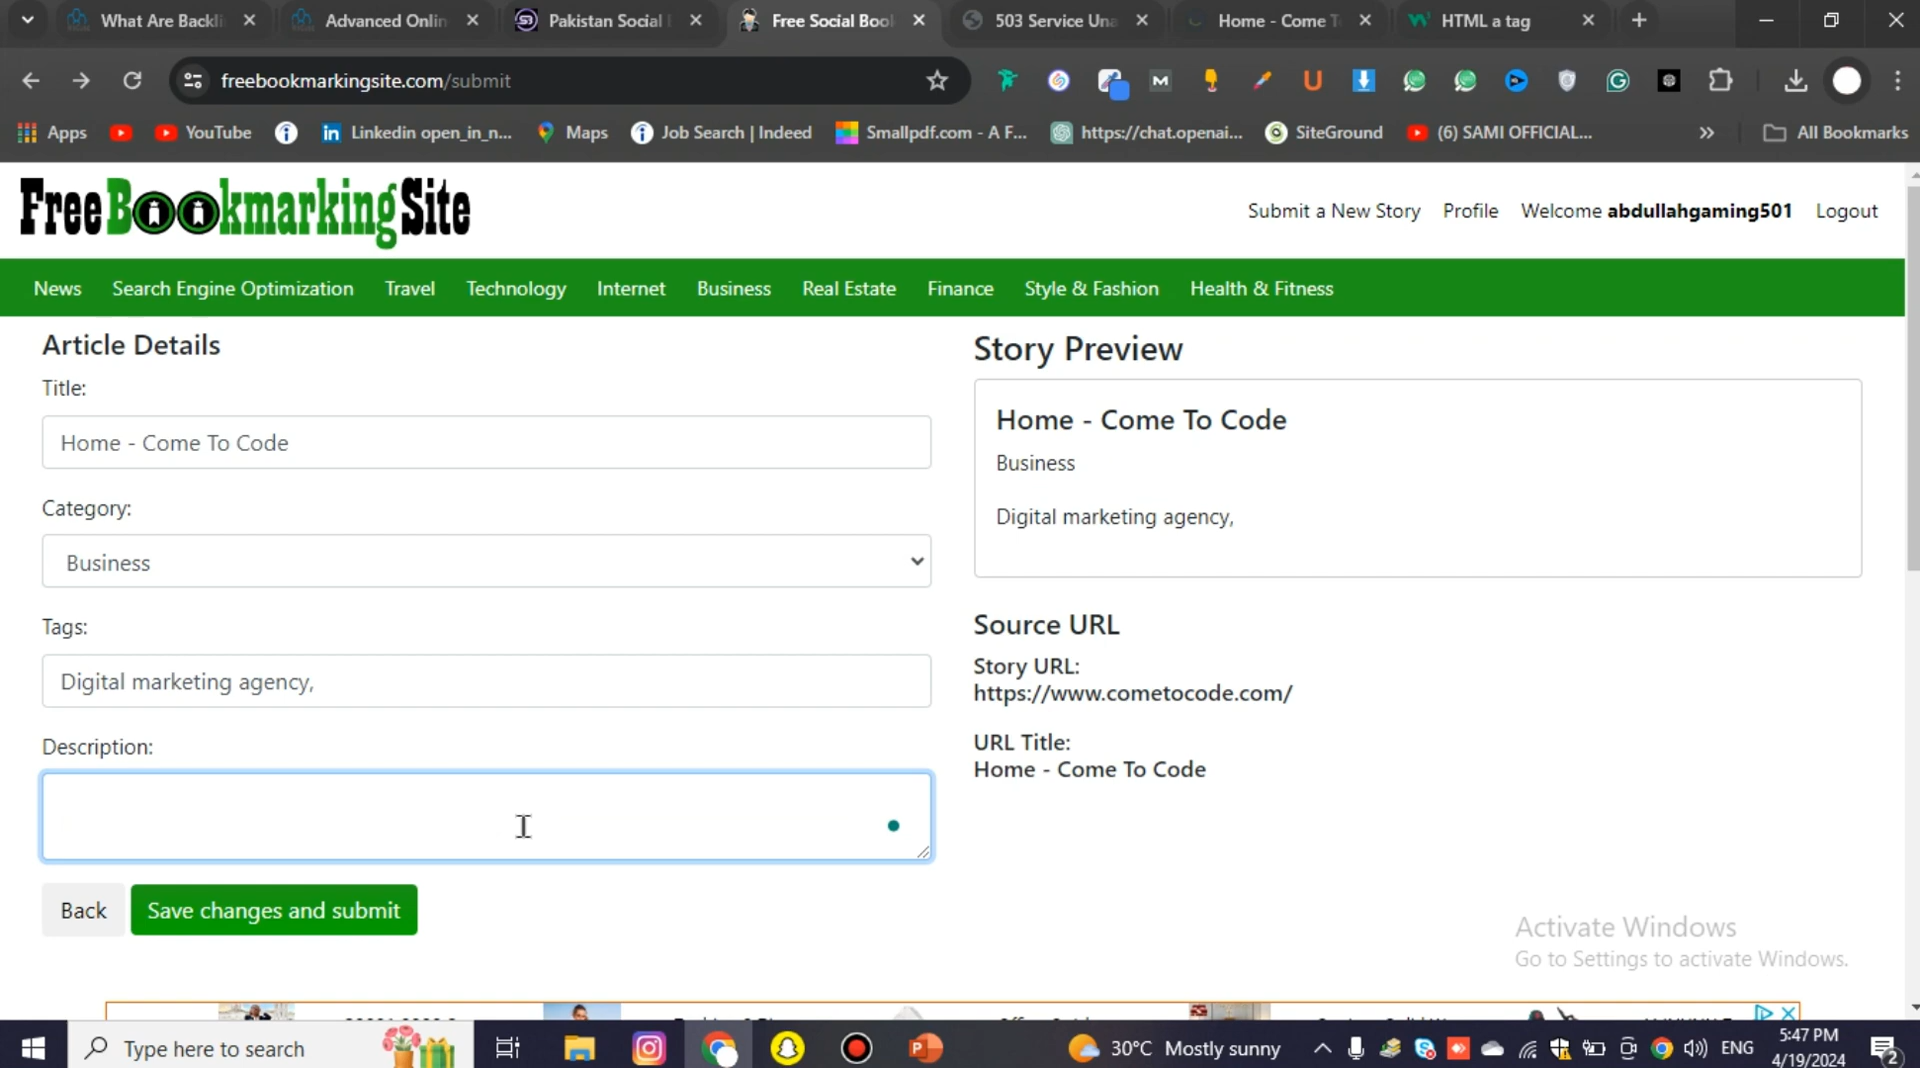 What Are Backli
Advanced Onlin
Pakistan Social
Free Social Boo
503 Service Una
Home - Come T
HTML a tag
freebookmarkingsite.com/submit
Apps
YouTube
Linkedin open_in_n...
Maps
Job Search | Indeed
Smallpdf.com - A F...
https://chat.openai...
SiteGround
(6) SAMI OFFICIAL...
»
All Bookmarks
Free Bookmarking Site
Submit a New Story Profile Welcome abdullahgaming501 Logout
News Search Engine Optimization Travel Technology Internet Business Real Estate Finance Style & Fashion Health & Fitness
Article Details
Title:
Home - Come To Code
Category:
Business
Tags:
Digital marketing agency,
Description:
Back
Save changes and submit
Story Preview
Home - Come To Code
Business
Digital marketing agency,
Source URL
Story URL:
https://www.cometocode.com/
URL Title:
Home - Come To Code
Activate Windows
Go to Settings to activate Windows.
Type here to search
30°C Mostly sunny
ENG
5:47 PM
4/19/2024
2